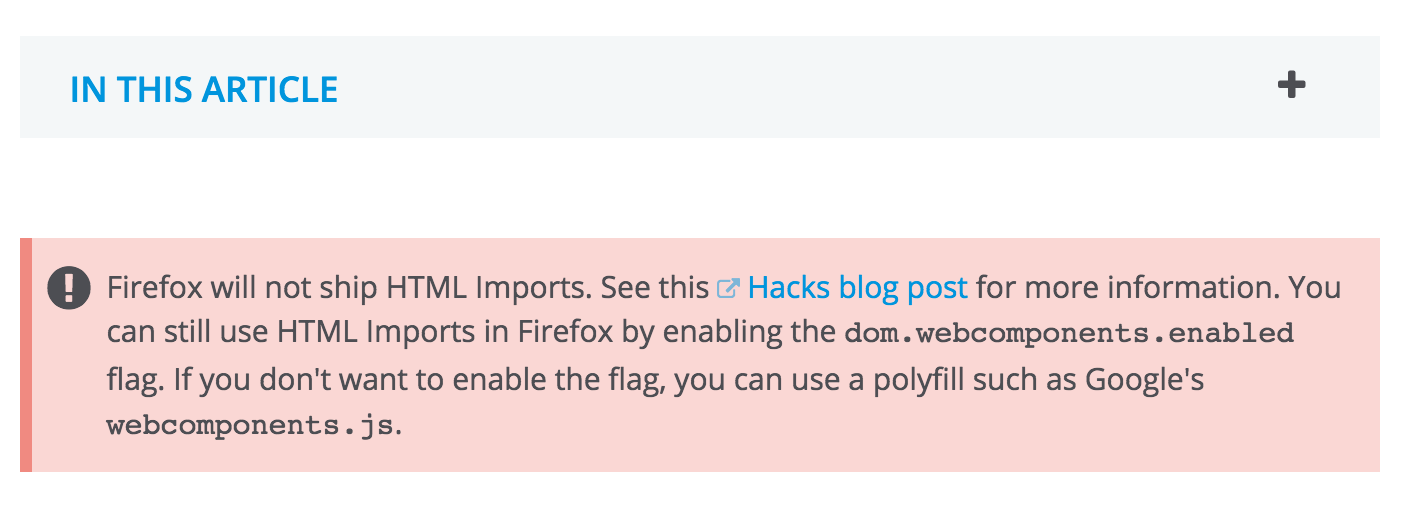 IN THIS ARTICLE
Firefox will not ship HTML Imports. See this Hacks blog post for more information. You
can still use HTML Imports in Firefox by enabling the dom.webcomponents.enabled
flag. If you don't want to enable the flag, you can use a polyfill such as Google's
webcomponents.js.